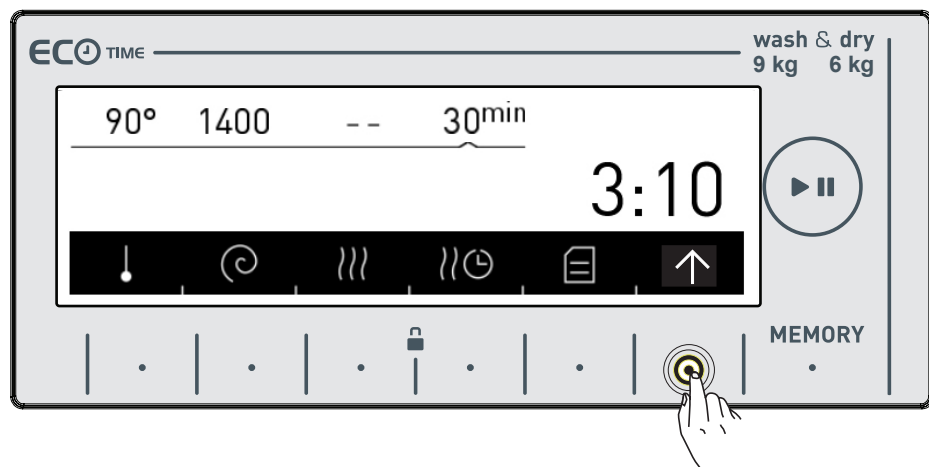 ECO TIME
wash & dry
9 kg 6 kg
90° 1400 -- 30min
3:10
MEMORY